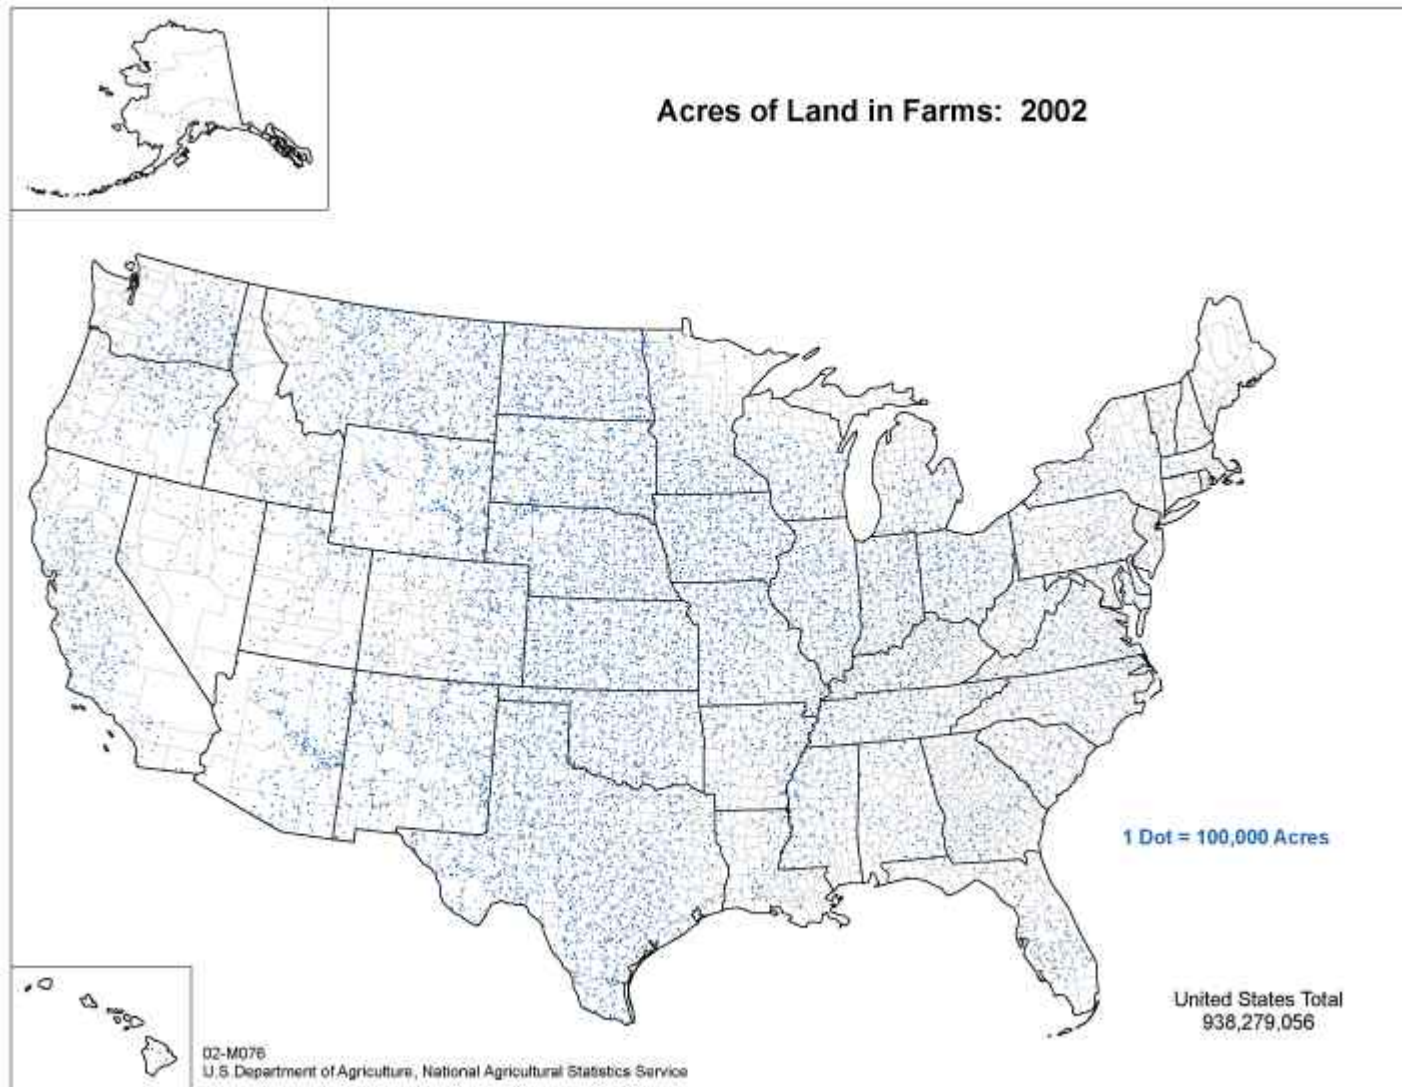 Acres of Land in Farms: 2002
1 Dot = 100,000 Acres
United States Total
938,279,056
02-M076
U.S.Department of Agriculture, National Agricultural Statistics Service